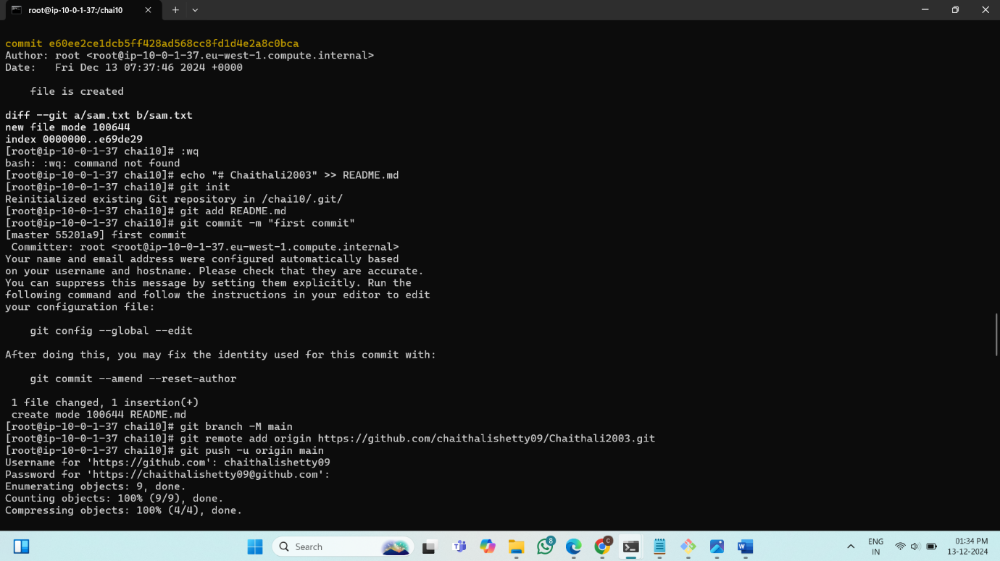 root@ip-10-0-1-37:/chai10
commit e60ee2ce1dcb5ff428ad568cc8fd1d4e2a8c0bca
Author: root <root@ip-10-0-1-37.eu-west-1.compute.internal>
Date:   Fri Dec 13 07:37:46 2024 +0000
    file is created
diff --git a/sam.txt b/sam.txt
new file mode 100644
index 0000000..e69de29
[root@ip-10-0-1-37 chai10]# :wq
bash: :wq: command not found
[root@ip-10-0-1-37 chai10]# echo "# Chaithali2003" >> README.md
[root@ip-10-0-1-37 chai10]# git init
Reinitialized existing Git repository in /chai10/.git/
[root@ip-10-0-1-37 chai10]# git add README.md
[root@ip-10-0-1-37 chai10]# git commit -m "first commit"
[master 55201a9] first commit
 Committer: root <root@ip-10-0-1-37.eu-west-1.compute.internal>
Your name and email address were configured automatically based
on your username and hostname. Please check that they are accurate.
You can suppress this message by setting them explicitly. Run the
following command and follow the instructions in your editor to edit
your configuration file:
    git config --global --edit
After doing this, you may fix the identity used for this commit with:
    git commit --amend --reset-author
 1 file changed, 1 insertion(+)
 create mode 100644 README.md
[root@ip-10-0-1-37 chai10]# git branch -M main
[root@ip-10-0-1-37 chai10]# git remote add origin https://github.com/chaithalishetty09/Chaithali2003.git
[root@ip-10-0-1-37 chai10]# git push -u origin main
Username for 'https://github.com': chaithalishetty09
Password for 'https://chaithalishetty09@github.com':
Enumerating objects: 9, done.
Counting objects: 100% (9/9), done.
Compressing objects: 100% (4/4), done.
Search
8
C
ENG
IN
01:34 PM
13-12-2024